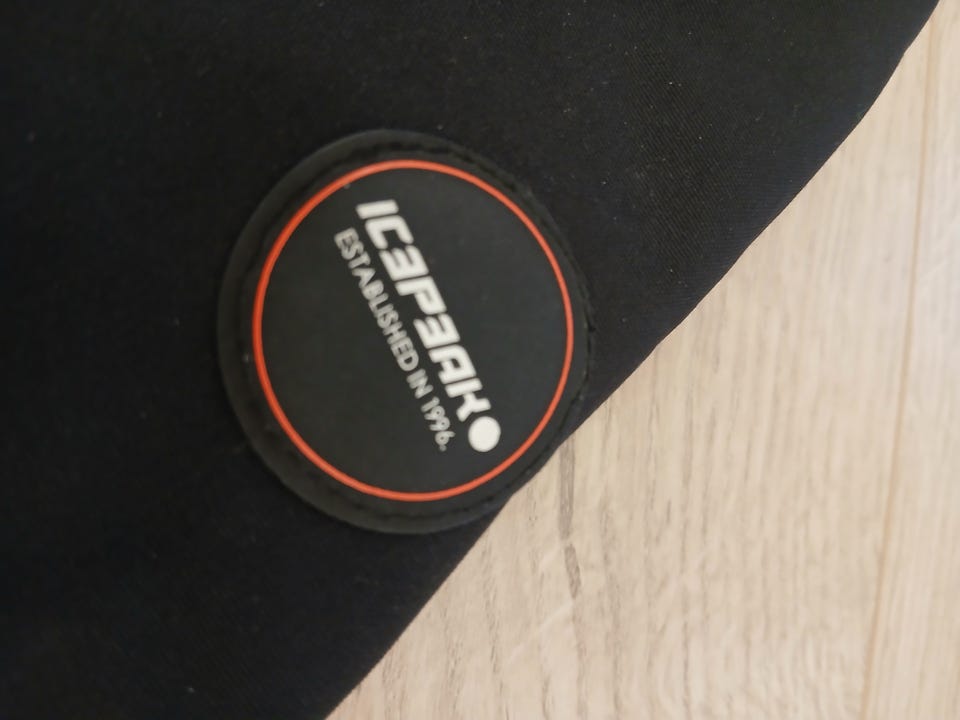 ICEPEAK
ESTABLISHED IN 1996.